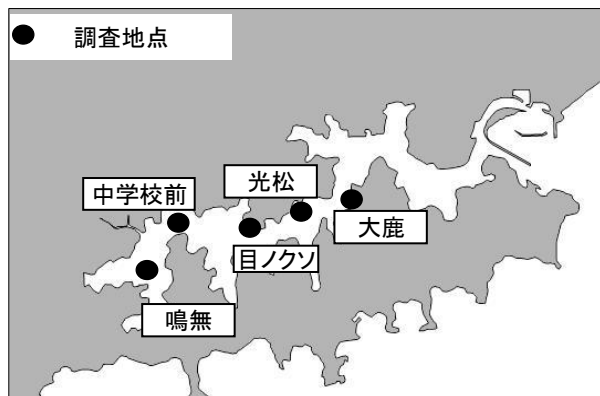 調査地点
光松
中学校前
大鹿
目ノクソ
鳴無